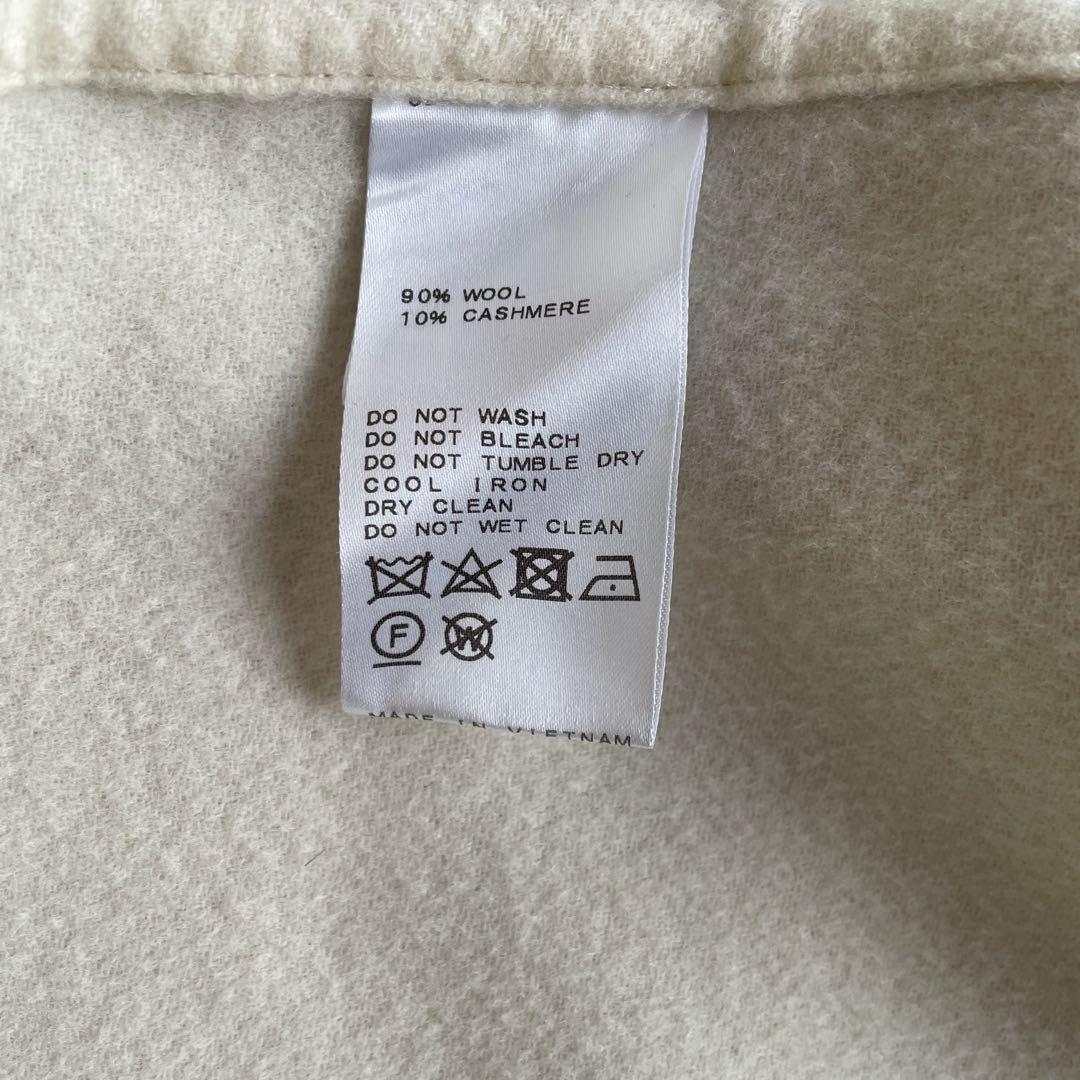 90% WOOL
10% CASHMERE
DO NOT WASH
DO NOT BLEACH
DO NOT TUMBLE DRY
COOL IRON
DRY CLEAN
DO NOT WET CLEAN
F
W
MADE IN VIETNAM